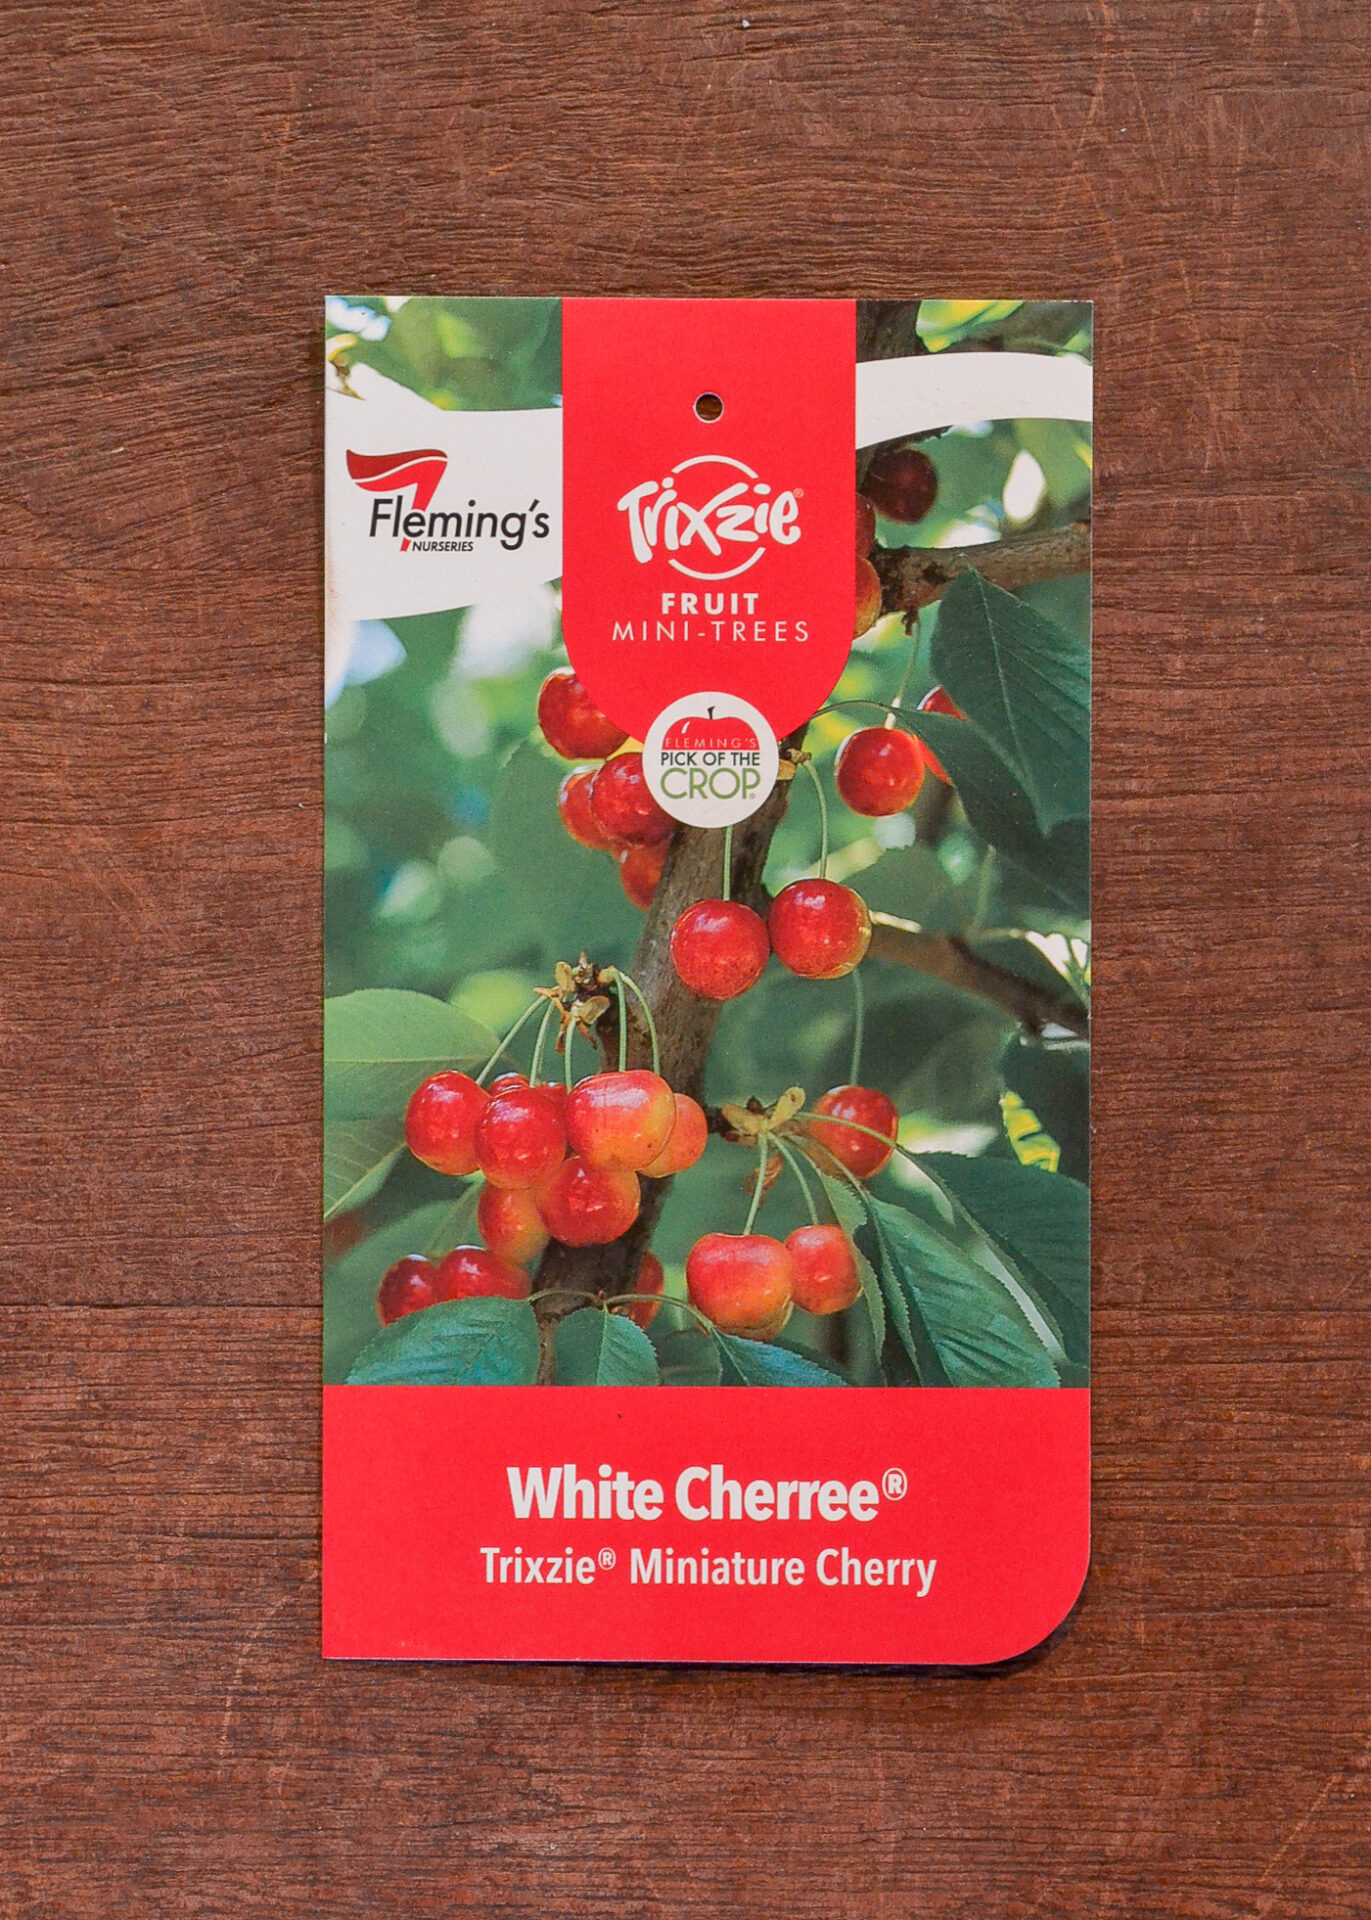 Fleming's
NURSERIES
Trixzie®
FRUIT
MINI-TREES
FLEMING'S
PICK OF THE
CROP®
White Cherree®
Trixzie® Miniature Cherry